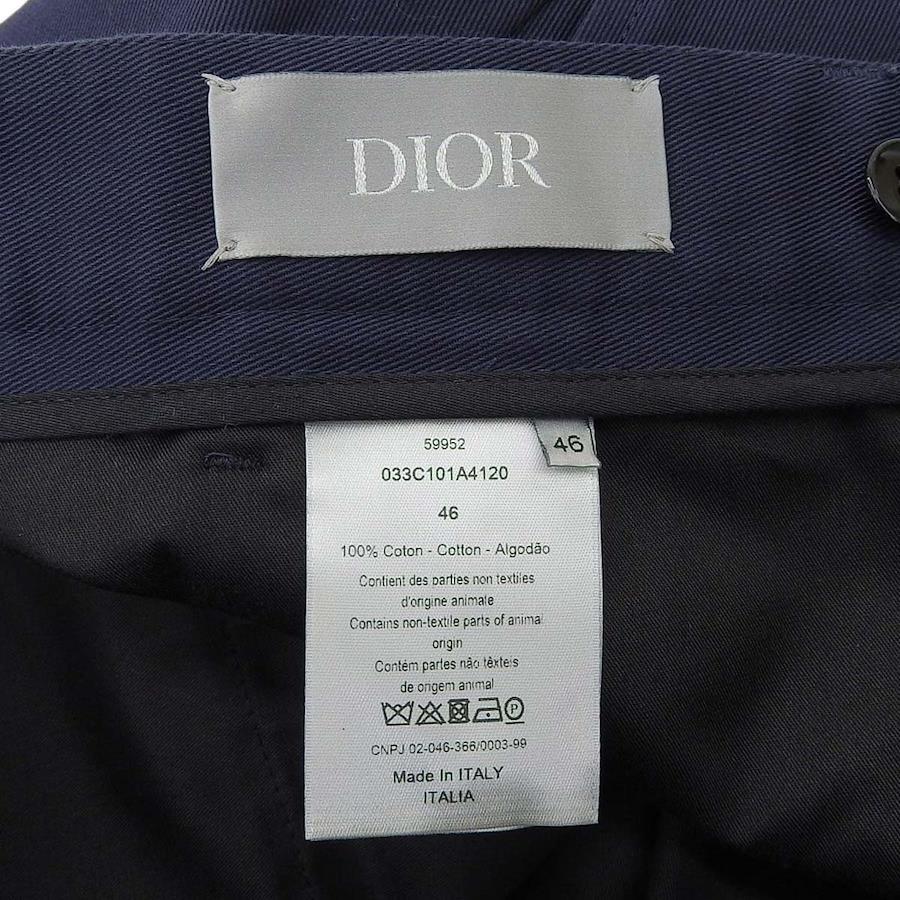 DIOR
46
59952
033C101A4120
46
100% Coton - Cotton - Algodão
Contient des parties non textiles
d'origine animale
Contains non-textile parts of animal
origin
Contém partes não têxteis
de origem animal
P
CNPJ 02-046-366/0003-99
Made In ITALY
ITALIA